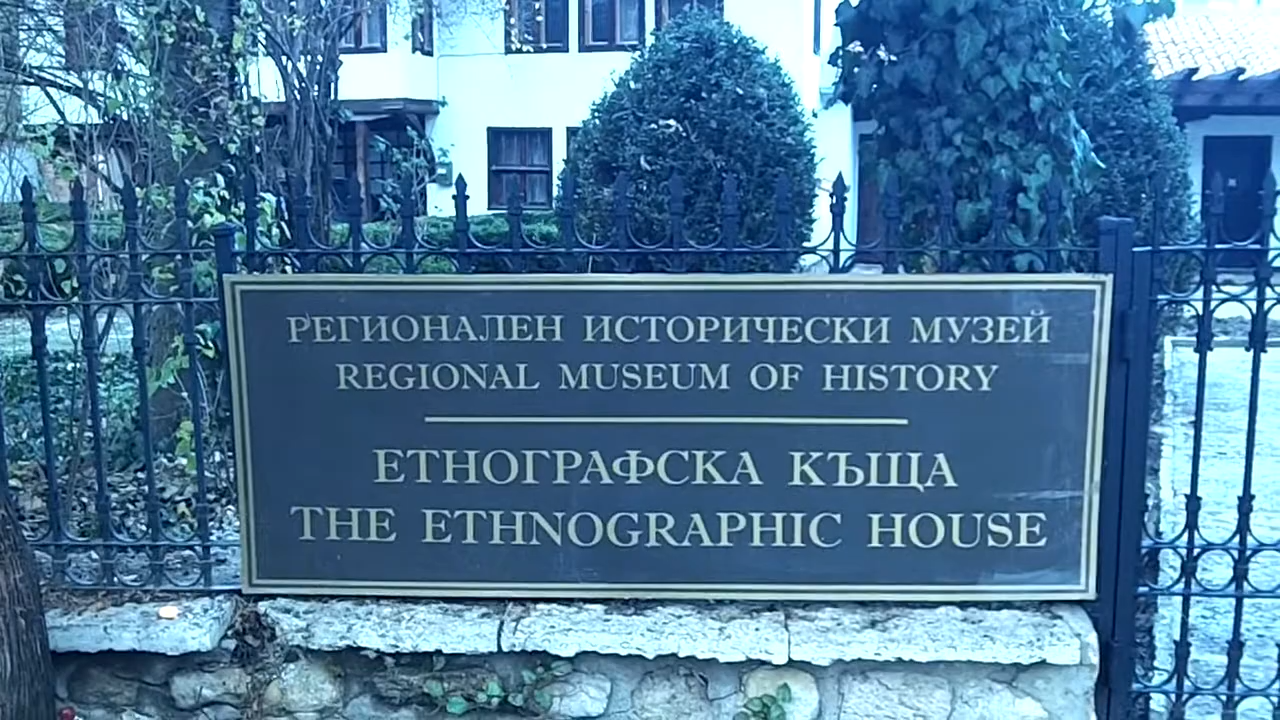 РЕГИОНАЛЕН ИСТОРИЧЕСКИ МУЗЕЙ
REGIONAL MUSEUM OF HISTORY
ЕТНОГРАФСКА КЪЩА
THE ETHNOGRAPHIC HOUSE